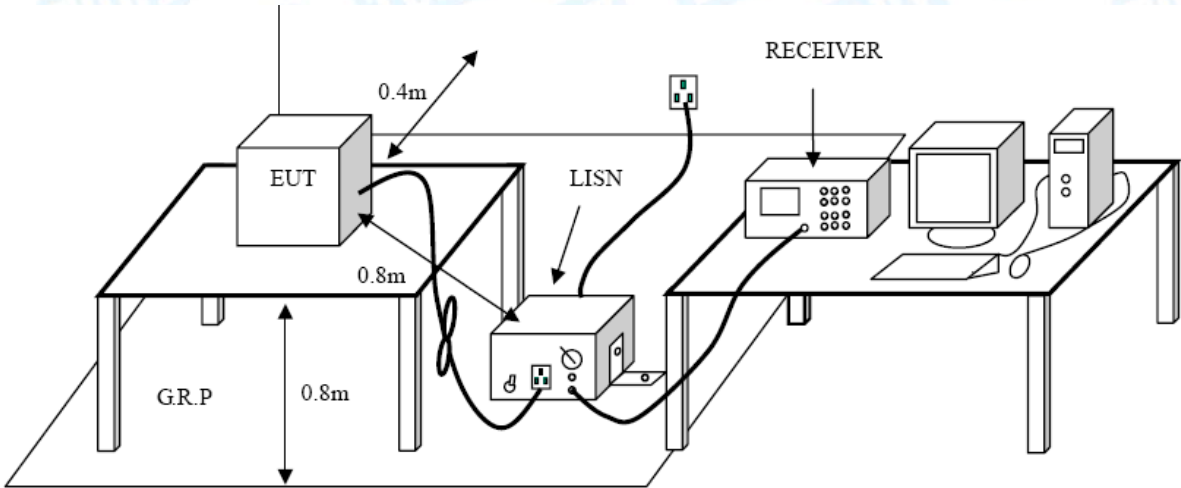 RECEIVER
0.4m
EUT
LISN
0.8m
G.R.P
0.8m